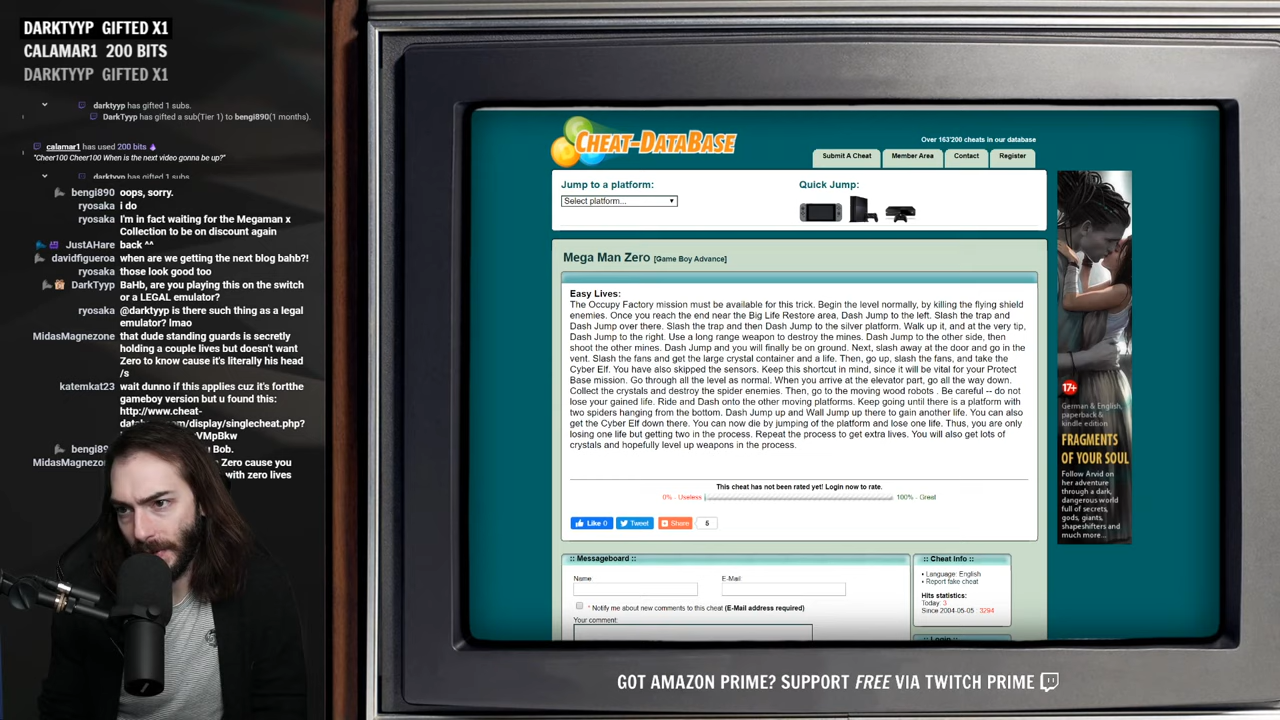 DARKTYYP GIFTED X1
CALAMAR1 200 BITS
DARKTYYP GIFTED X1
darktyyp has gifted 1 subs.
DarkTyyp has gifted a sub(Tier 1) to bengi890(1 months).
calamar1 has used 200 bits
"Cheer100 Cheer100 When is the next video gonna be up?"
darktyyp has gifted 1 subs.
bengi890 oops, sorry.
ryosaka i do
ryosaka I'm in fact waiting for the Megaman x
Collection to be on discount again
JustAHare back ^^
davidfigueroa when are we getting the next blog bahb?!
ryosaka those look good too
DarkTyyp BaHb, are you playing this on the switch
or a LEGAL emulator?
ryosaka @darktyyp is there such thing as a legal
emulator? lmao
MidasMagnezone that dude standing guards is secretly
holding a couple lives but doesn't want
Zero to know cause it's literally his head
/s
katemkat23 wait dunno if this applies cuz it's forthe
gameboy version but u found this:
http://www.cheat-
databa display/singlecheat.php?
VMpBkw
bengi89 Bob.
MidasMagnezo Zero cause you
with zero lives
CHEAT-DATABASE
Over 163'200 cheats in our database
Submit A Cheat Member Area Contact Register
Jump to a platform:
Select platform...
Quick Jump:
Mega Man Zero [Game Boy Advance]
Easy Lives:
The Occupy Factory mission must be available for this trick. Begin the level normally, by killing the flying shield
enemies. Once you reach the end near the Big Life Restore area, Dash Jump to the left. Slash the trap and
Dash Jump over there. Slash the trap and then Dash Jump to the silver platform. Walk up it, and at the very tip,
Dash Jump to the right. Use a long range weapon to destroy the mines. Dash Jump to the other side, then
shoot the other mines. Dash Jump and you will finally be on ground. Next, slash away at the door and go in the
vent. Slash the fans and get the large crystal container and a life. Then, go up, slash the fans, and take the
Cyber Elf. You have also skipped the sensors. Keep this shortcut in mind, since it will be vital for your Protect
Base mission. Go through all the level as normal. When you arrive at the elevator part, go all the way down.
Collect the crystals and destroy the spider enemies. Then, go to the moving wood robots . Be careful -- do not
lose your gained life. Ride and Dash onto the other moving platforms. Keep going until there is a platform with
two spiders hanging from the bottom. Dash Jump up and Wall Jump up there to gain another life. You can also
get the Cyber Elf down there. You can now die by jumping of the platform and lose one life. Thus, you are only
losing one life but getting two in the process. Repeat the process to get extra lives. You will also get lots of
crystals and hopefully level up weapons in the process.
This cheat has not been rated yet! Login now to rate.
0% - Useless 100% - Great
Like 0 Tweet Share 5
:: Messageboard ::
Name E-Mail
* Notify me about new comments to this cheat (E-Mail address required)
Your comment:
:: Cheat Info ::
• Language: English
• Report fake cheat
Hits statistics:
Today: 3
Since 2004-05-05 : 3294
:: Login ::
17+
German & English,
paperback &
kindle edition
FRAGMENTS
OF YOUR SOUL
Follow Arvid on
her adventure
through a dark,
dangerous world
full of secrets,
gods, giants,
shapeshifters and
much more...
GOT AMAZON PRIME? SUPPORT FREE VIA TWITCH PRIME